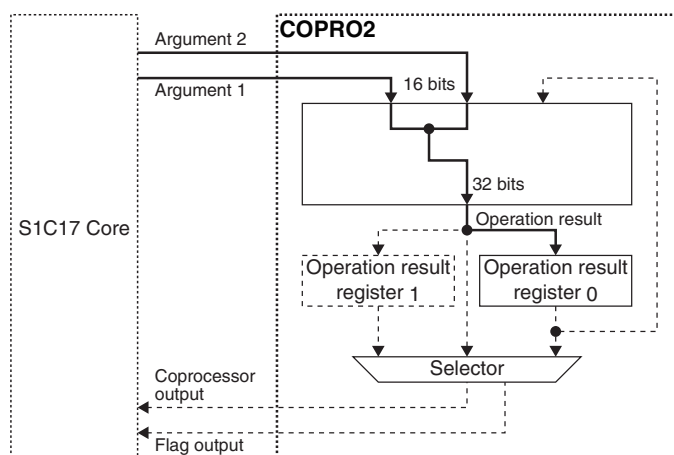 COPRO2
Argument 2
Argument 1
16 bits
32 bits
S1C17 Core
Operation result
Operation result
register 1
Operation result
register 0
Selector
Coprocessor
output
Flag output